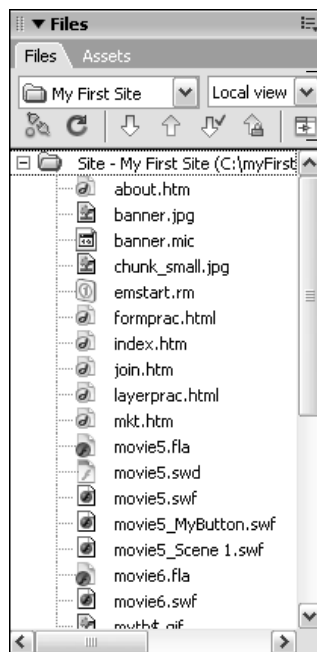 Files
Files Assets
My First Site Local view
Site - My First Site (C:\myFirst
about.htm
banner.jpg
banner.mic
chunk_small.jpg
emstart.rm
formprac.html
index.htm
join.htm
layerprac.html
mkt.htm
movie5.fla
movie5.swd
movie5.swf
movie5_MyButton.swf
movie5_Scene 1.swf
movie6.fla
movie6.swf
myth$.gif